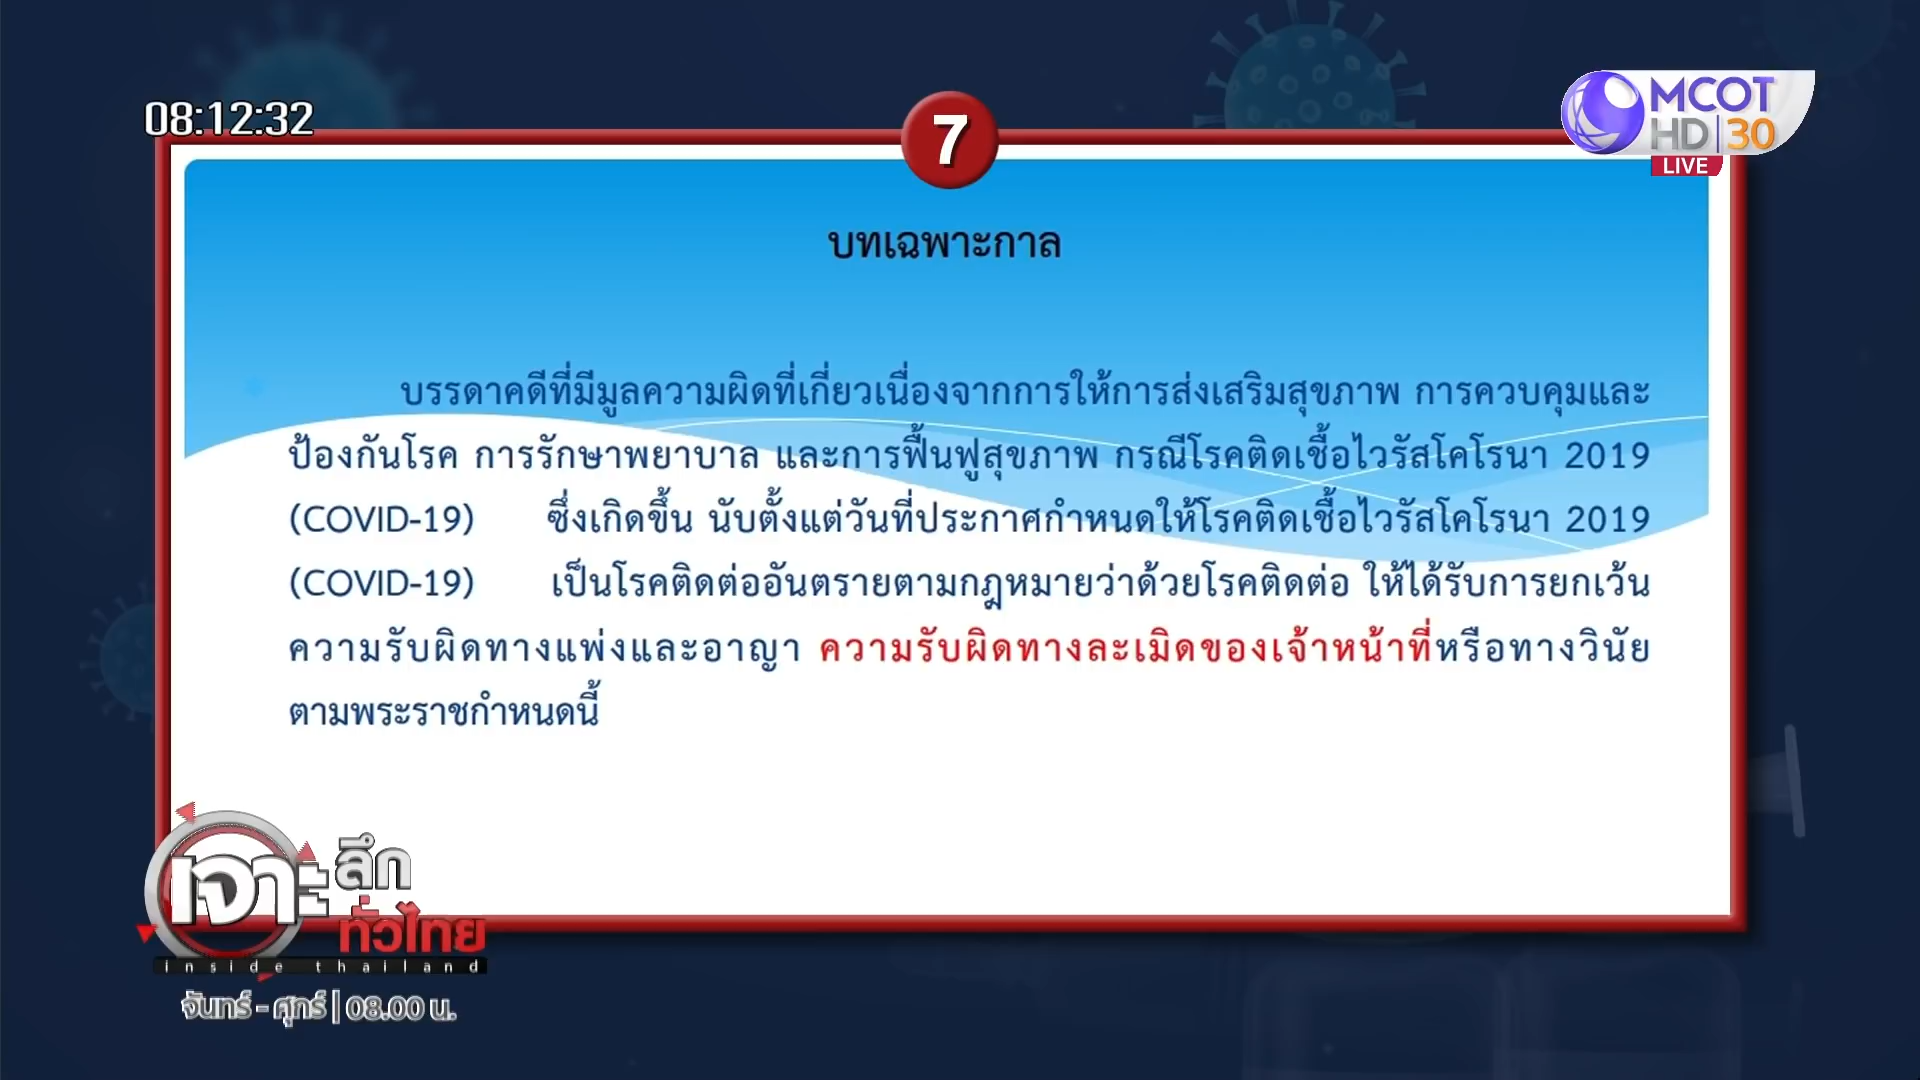 08:12:32
7
MCOT
HD|30
LIVE
บทเฉพาะกาล
บรรดาคดีที่มีมูลความผิดที่เกี่ยวเนื่องจากการให้การส่งเสริมสุขภาพ การควบคุมและ
ป้องกันโรค การรักษาพยาบาล และการฟื้นฟูสุขภาพ กรณีโรคติดเชื้อไวรัสโคโรนา 2019
(COVID-19) ซึ่งเกิดขึ้น นับตั้งแต่วันที่ประกาศกำหนดให้โรคติดเชื้อไวรัสโคโรนา 2019
(COVID-19) เป็นโรคติดต่ออันตรายตามกฎหมายว่าด้วยโรคติดต่อ ให้ได้รับการยกเว้น
ความรับผิดทางแพ่งและอาญา ความรับผิดทางละเมิดของเจ้าหน้าที่หรือทางวินัย
ตามพระราชกำหนดนี้
เจาะลึก
ทั่วไทย
inside thailand
จันทร์ - ศุกร์ | 08.00 น.